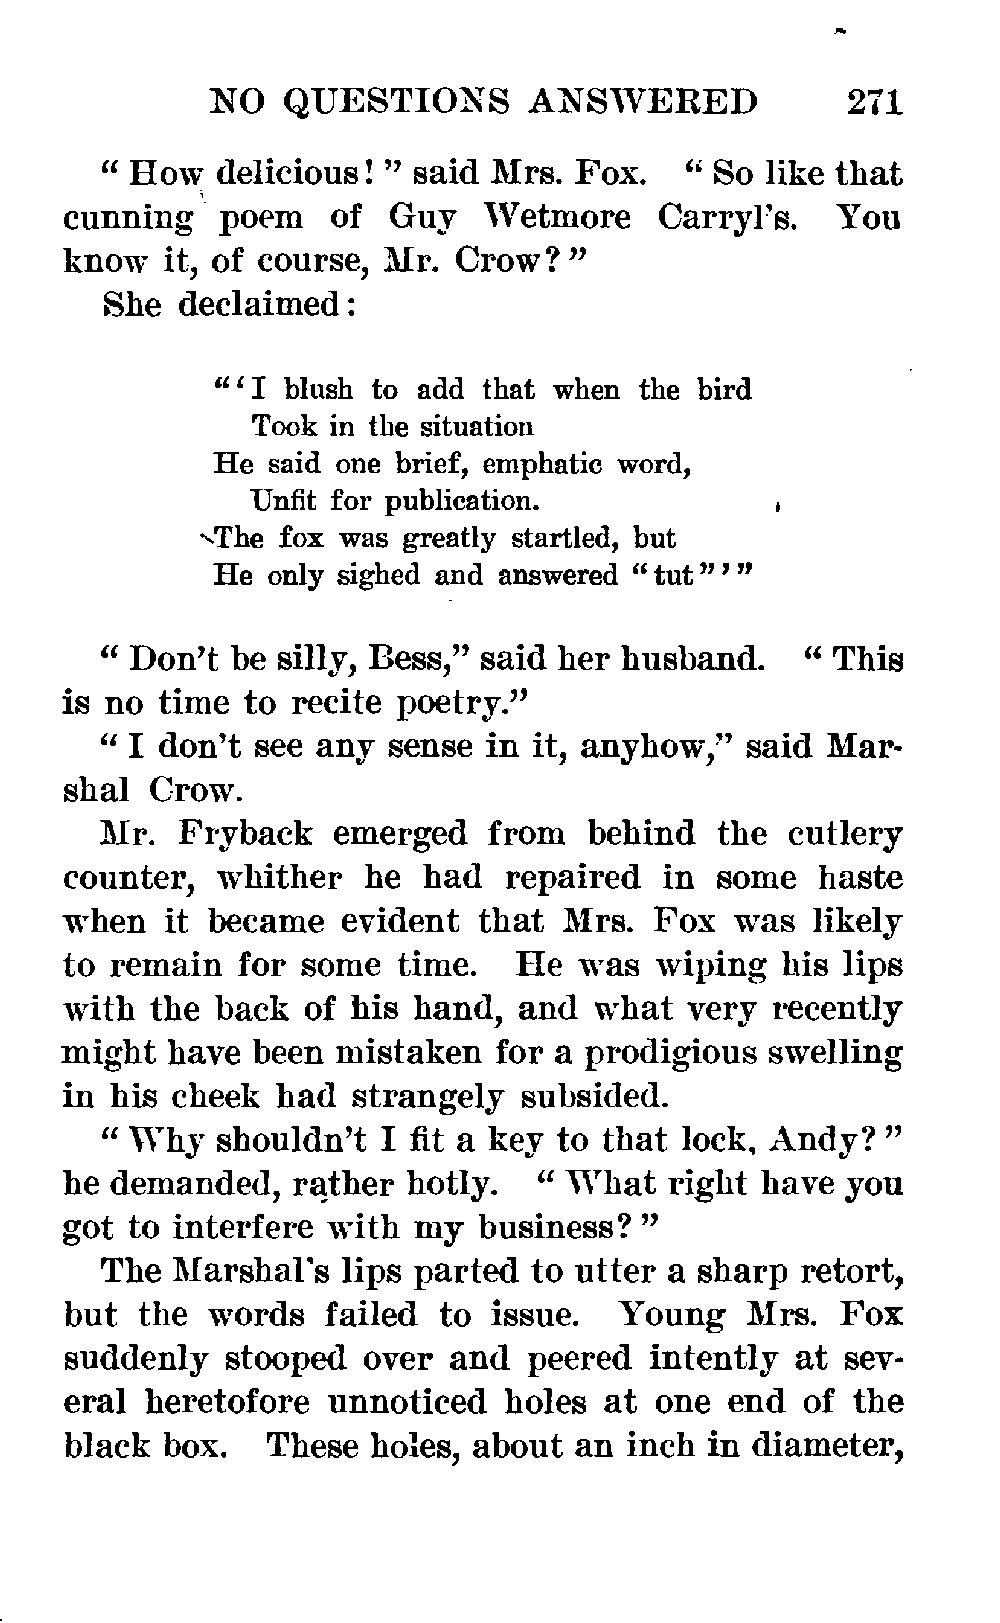 NO QUESTIONS ANSWERED 271
“ How delicious! ” said Mrs. Fox. “ So like that
cunning poem of Guy Wetmore Carryl’s. You
know it, of course, Mr. Crow? ”
She declaimed:
“ ‘ I blush to add that when the bird
Took in the situation
He said one brief, emphatic word,
Unfit for publication.
The fox was greatly startled, but
He only sighed and answered “ tut ” ’ ”
“ Don’t be silly, Bess,” said her husband. “ This
is no time to recite poetry.”
“ I don’t see any sense in it, anyhow,” said Mar-
shal Crow.
Mr. Fryback emerged from behind the cutlery
counter, whither he had repaired in some haste
when it became evident that Mrs. Fox was likely
to remain for some time. He was wiping his lips
with the back of his hand, and what very recently
might have been mistaken for a prodigious swelling
in his cheek had strangely subsided.
“ Why shouldn’t I fit a key to that lock, Andy? ”
he demanded, rather hotly. “ What right have you
got to interfere with my business? ”
The Marshal’s lips parted to utter a sharp retort,
but the words failed to issue. Young Mrs. Fox
suddenly stooped over and peered intently at sev-
eral heretofore unnoticed holes at one end of the
black box. These holes, about an inch in diameter,